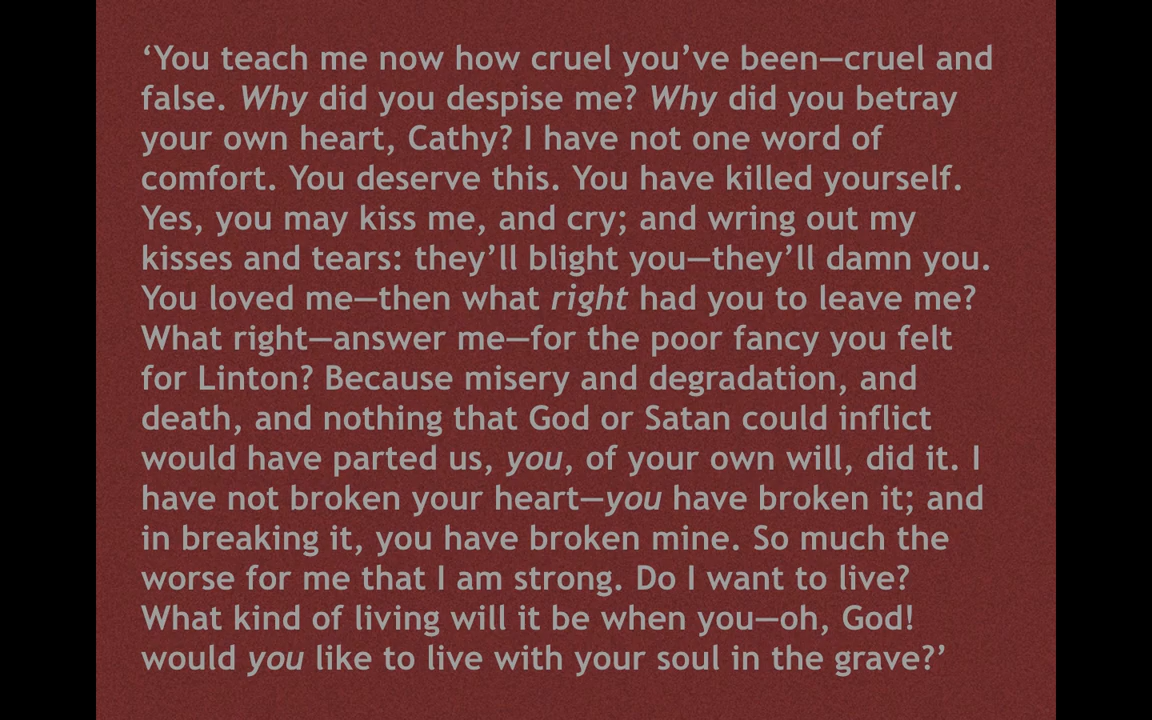 ‘You teach me now how cruel you’ve been—cruel and
false. Why did you despise me? Why did you betray
your own heart, Cathy? I have not one word of
comfort. You deserve this. You have killed yourself.
Yes, you may kiss me, and cry; and wring out my
kisses and tears: they’ll blight you—they’ll damn you.
You loved me—then what right had you to leave me?
What right—answer me—for the poor fancy you felt
for Linton? Because misery and degradation, and
death, and nothing that God or Satan could inflict
would have parted us, you, of your own will, did it. I
have not broken your heart—you have broken it; and
in breaking it, you have broken mine. So much the
worse for me that I am strong. Do I want to live?
What kind of living will it be when you—oh, God!
would you like to live with your soul in the grave?’